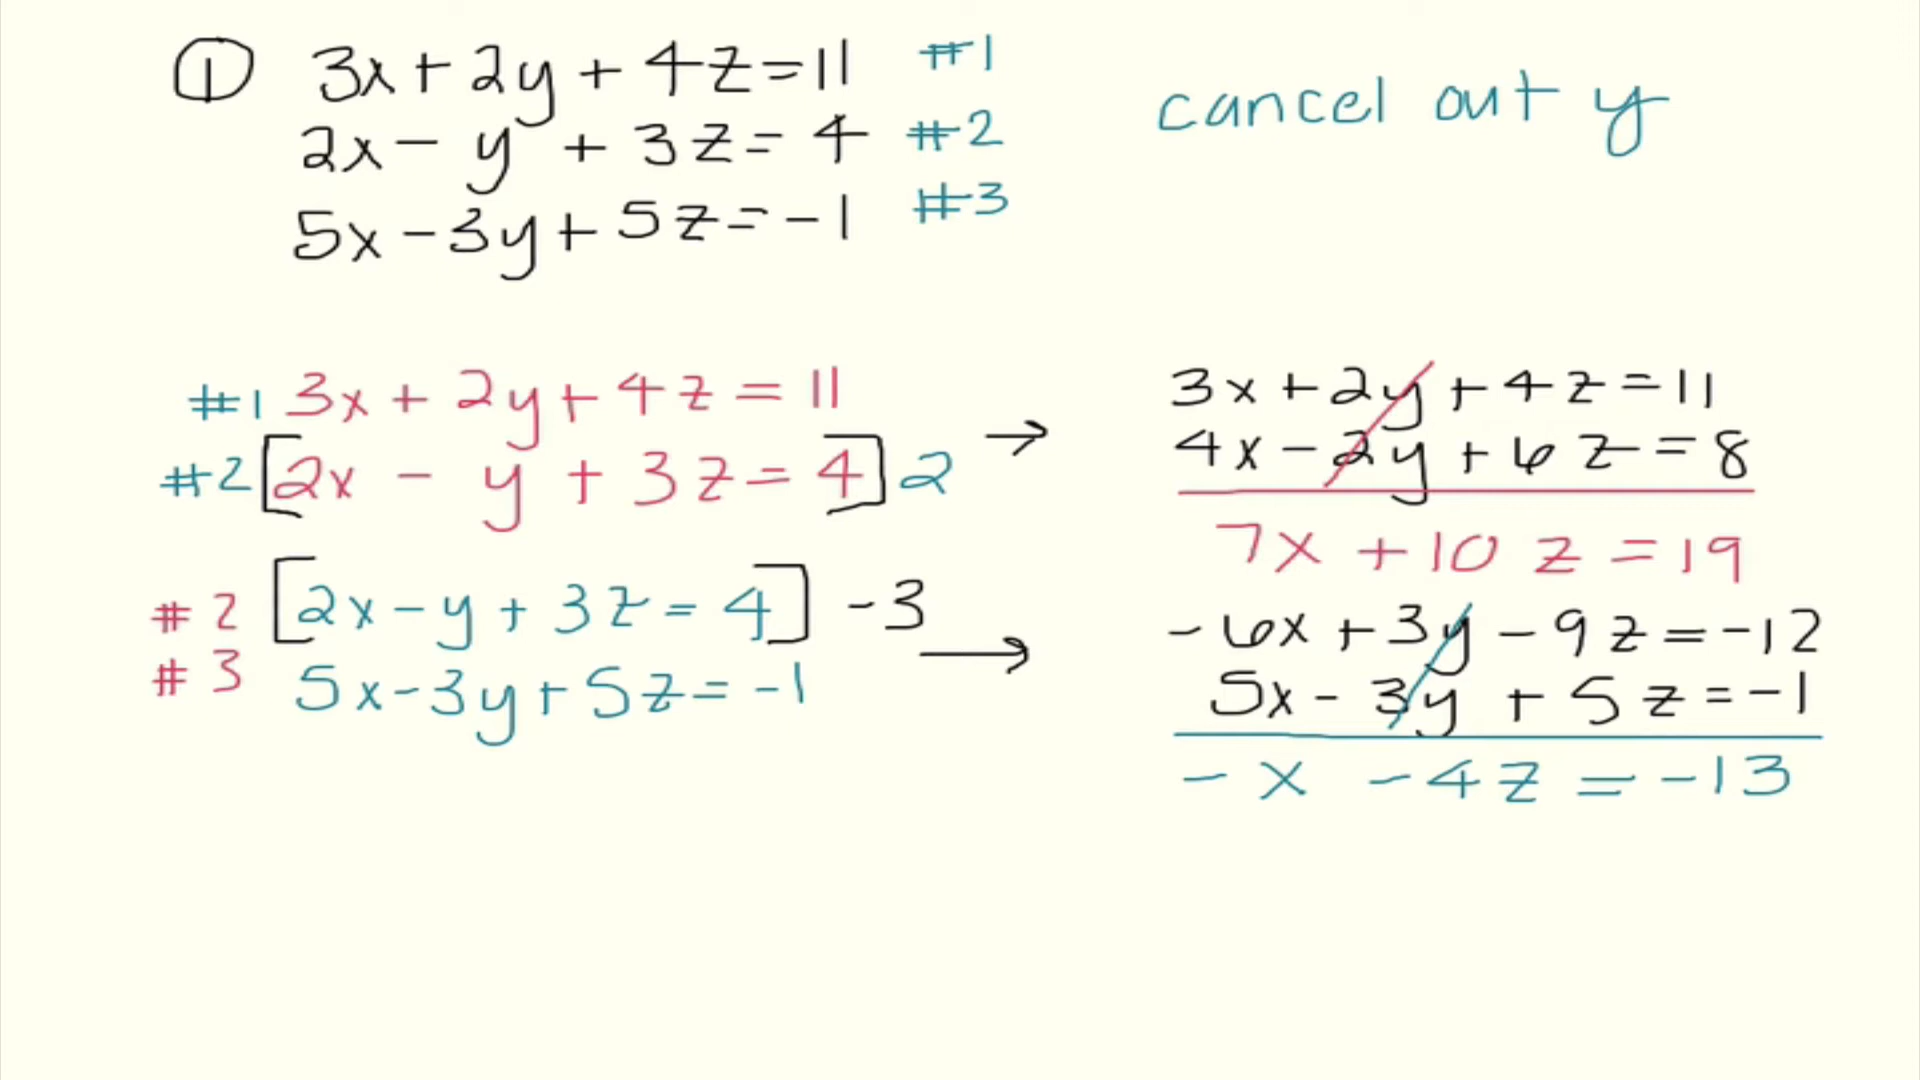 ① 3x + 2y + 4z = 11 #1
2x - y + 3z = 4 #2
5x - 3y + 5z = -1 #3
cancel out y
#1 3x + 2y + 4z = 11
#2 [2x - y + 3z = 4] 2 →
3x + 2y + 4z = 11
4x - 2y + 6z = 8
7x + 10z = 19
#2 [2x - y + 3z = 4] -3
#3 5x - 3y + 5z = -1 →
-6x + 3y - 9z = -12
5x - 3y + 5z = -1
-x - 4z = -13